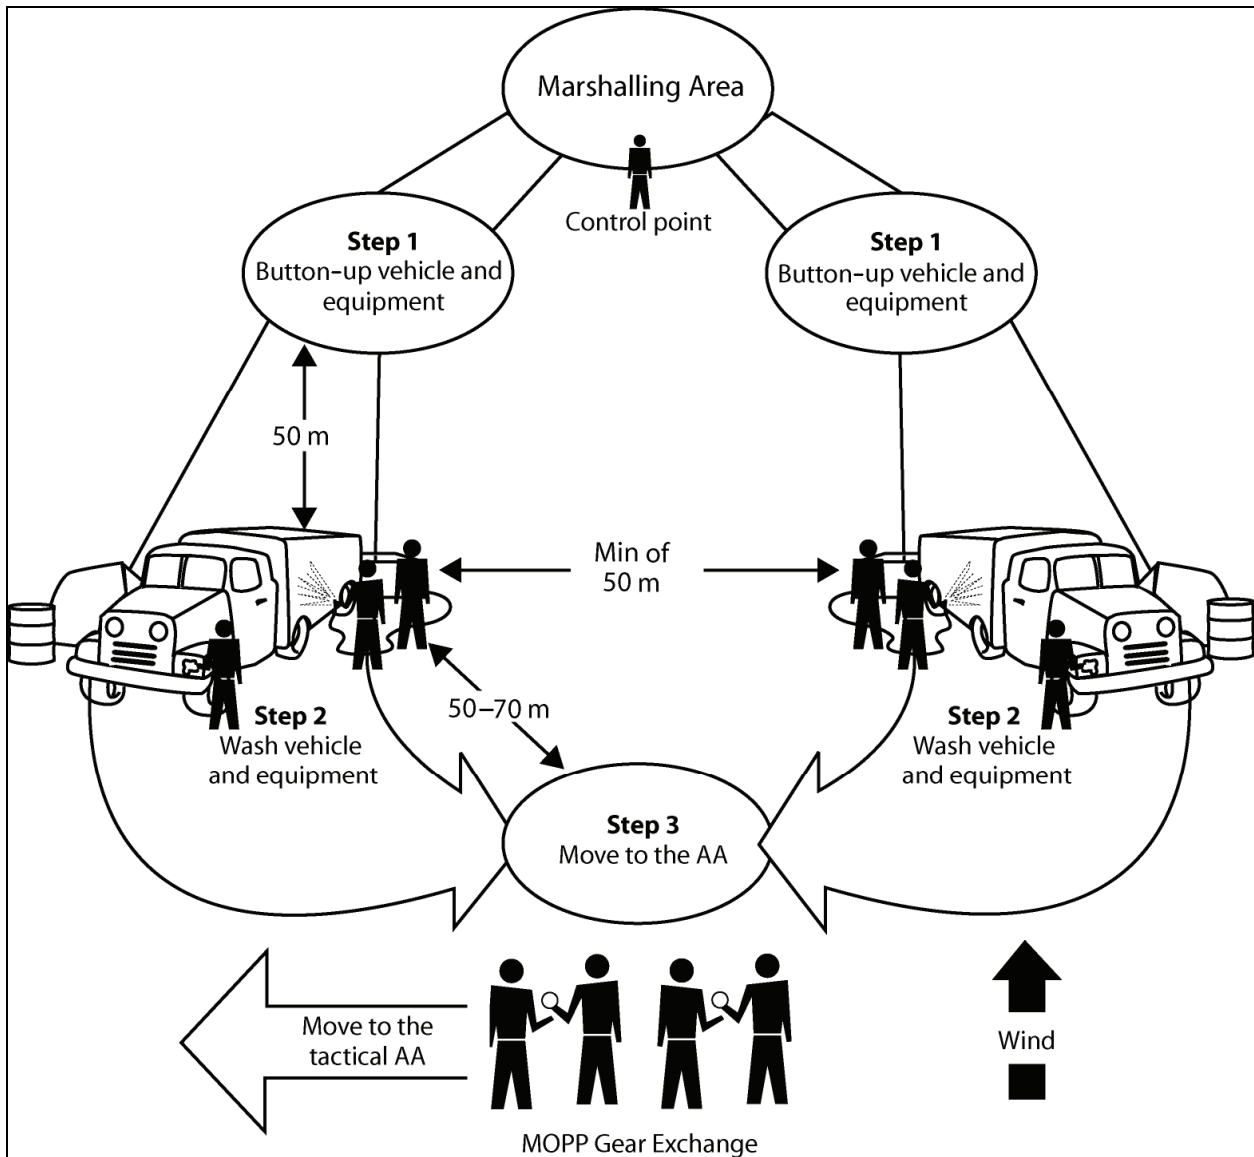 Marshalling Area
Control point
Step 1
Button-up vehicle and
equipment
Step 1
Button-up vehicle and
equipment
50 m
Min of
50 m
50–70 m
Step 2
Wash vehicle
and equipment
Step 2
Wash vehicle
and equipment
Step 3
Move to the AA
Move to the
tactical AA
Wind
MOPP Gear Exchange